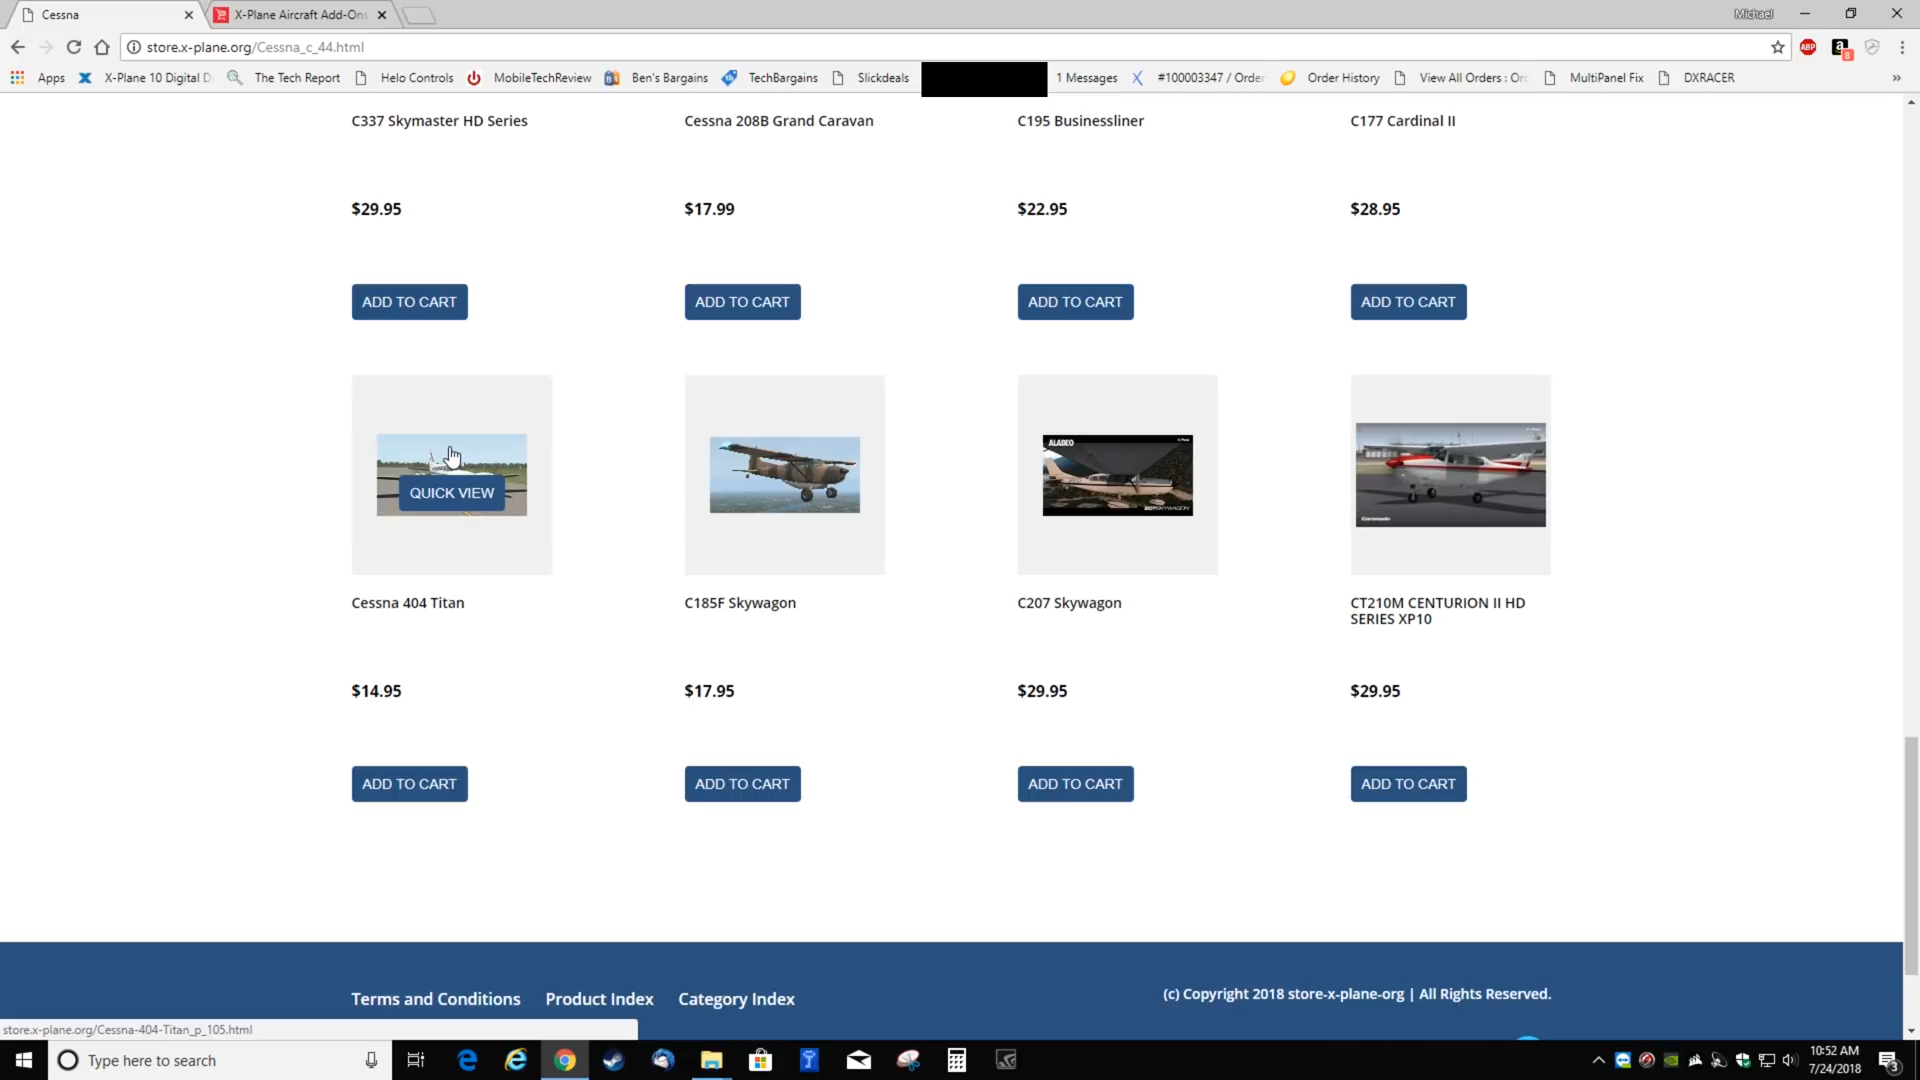 Cessna
X-Plane Aircraft Add-Ons
Michael
store.x-plane.org/Cessna_c_44.html
ABP
a
8
Apps X-Plane 10 Digital D The Tech Report Helo Controls MobileTechReview Ben's Bargains TechBargains Slickdeals 1 Messages #100003347 / Order Order History View All Orders : Orc MultiPanel Fix DXRACER »
C337 Skymaster HD Series Cessna 208B Grand Caravan C195 Businessliner C177 Cardinal II
$29.95 $17.99 $22.95 $28.95
ADD TO CART ADD TO CART ADD TO CART ADD TO CART
QUICK VIEW
ALABEO
207SKYWAGON
Carenado
Cessna 404 Titan C185F Skywagon C207 Skywagon CT210M CENTURION II HD
SERIES XP10
$14.95 $17.95 $29.95 $29.95
ADD TO CART ADD TO CART ADD TO CART ADD TO CART
Terms and Conditions Product Index Category Index (c) Copyright 2018 store-x-plane-org | All Rights Reserved.
store.x-plane.org/Cessna-404-Titan_p_105.html
Type here to search
10:52 AM
7/24/2018
3